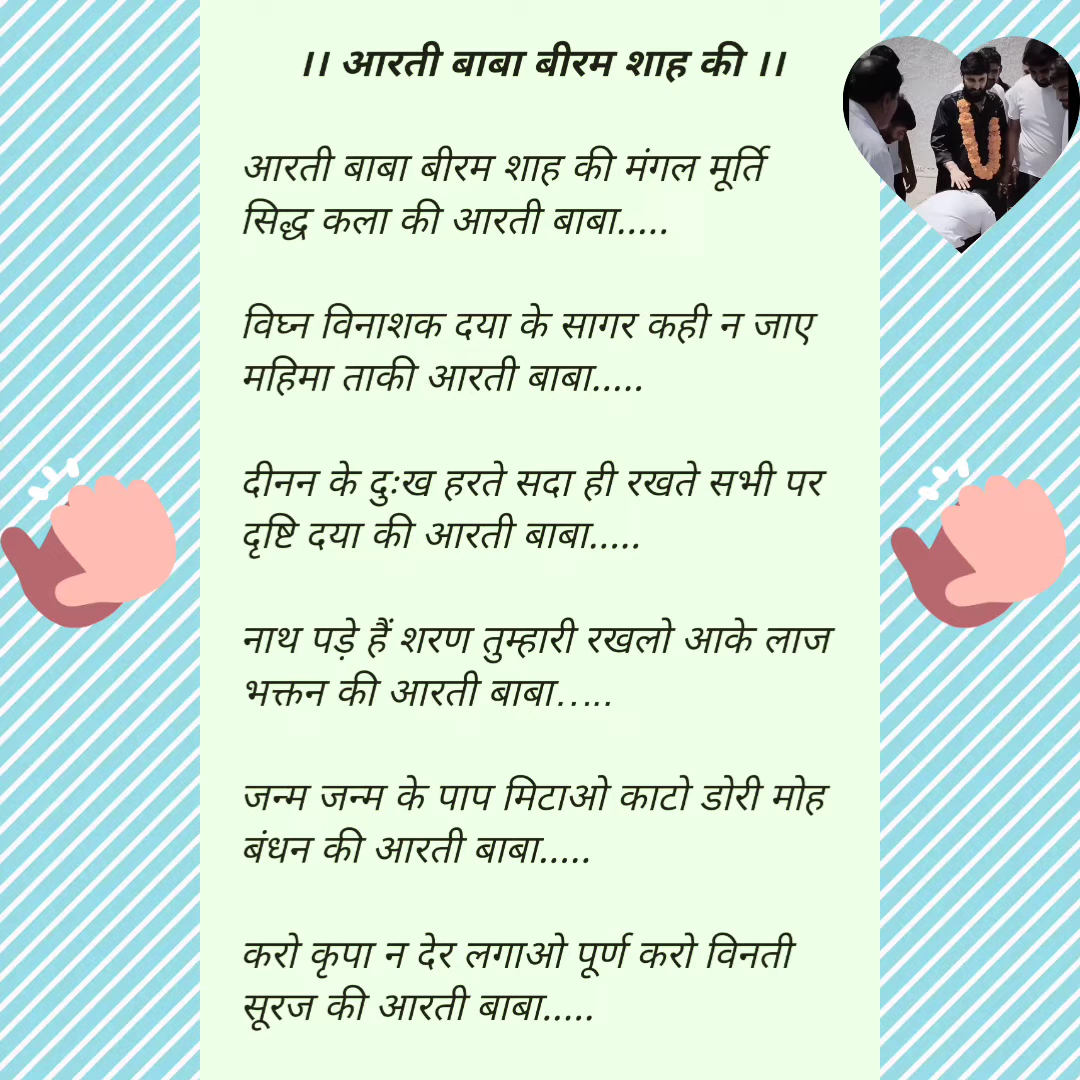 ।। आरती बाबा बीरम शाह की ।।
आरती बाबा बीरम शाह की मंगल मूर्ति
सिद्ध कला की आरती बाबा.....
विघ्न विनाशक दया के सागर कही न जाए
महिमा ताकी आरती बाबा.....
दीनन के दुःख हरते सदा ही रखते सभी पर
दृष्टि दया की आरती बाबा.....
नाथ पड़े हैं शरण तुम्हारी रखलो आके लाज
भक्तन की आरती बाबा…..
जन्म जन्म के पाप मिटाओ काटो डोरी मोह
बंधन की आरती बाबा.....
करो कृपा न देर लगाओ पूर्ण करो विनती
सूरज की आरती बाबा.....